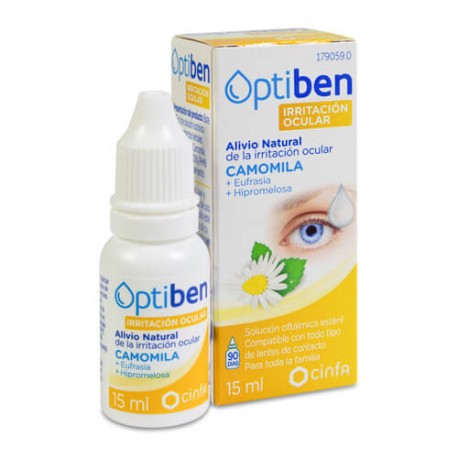 179059.0
Optiben
IRRITACIÓN
OCULAR
Alivio Natural
de la irritación ocular
CAMOMILA
+ Eufrasia
+ Hipromelosa
Solución oftálmica estéril
Compatible con todo tipo
de lentes de contacto
Para toda la familia
90
DÍAS
15 ml
cinfa
Optiben
IRRITACIÓN OCULAR
Alivio Natural
de la irritación ocular
CAMOMILA
+ Eufrasia
+ Hipromelosa
15 ml
cinfa